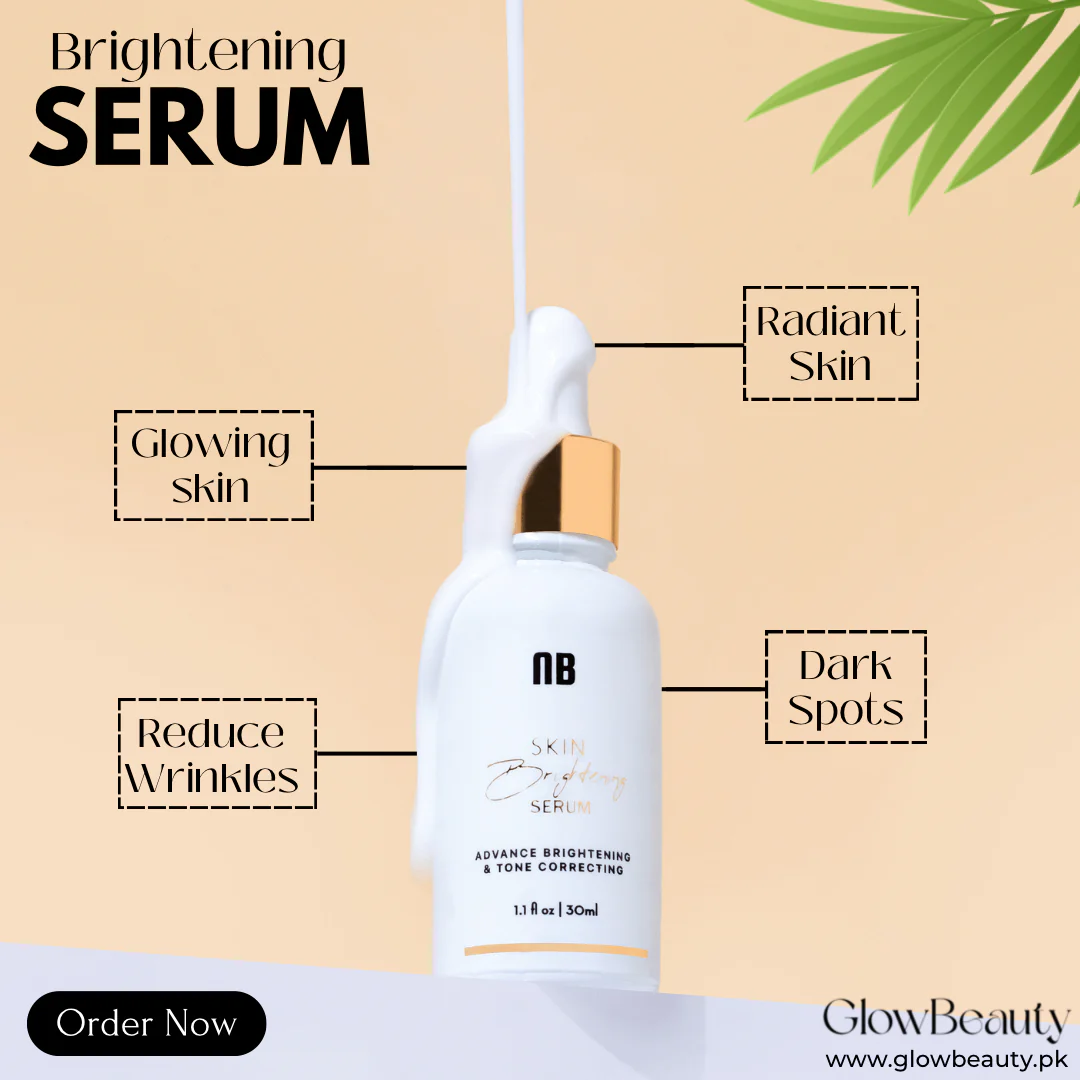 Brightening
SERUM
Radiant
Skin
Glowing
skin
Dark
Spots
Reduce
Wrinkles
NB
SKIN
Brightening
SERUM
ADVANCE BRIGHTENING
& TONE CORRECTING
1.1 fl oz | 30ml
Order Now
GlowBeauty
www.glowbeauty.pk